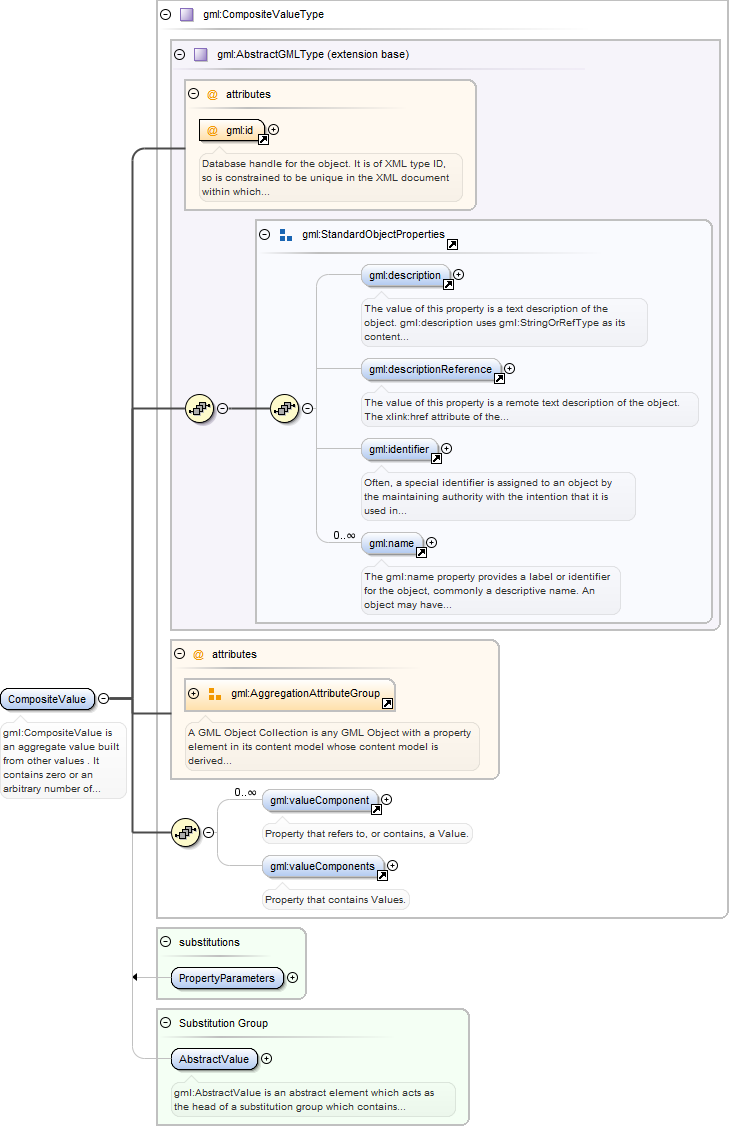 gml:CompositeValueType
gml:AbstractGMLType (extension base)
@ attributes
@ gml:id
Database handle for the object. It is of XML type ID,
so is constrained to be unique in the XML document
within which...
gml:StandardObjectProperties
gml:description
The value of this property is a text description of the
object. gml:description uses gml:StringOrRefType as its
content...
gml:descriptionReference
The value of this property is a remote text description of the object.
The xlink:href attribute of the...
gml:identifier
Often, a special identifier is assigned to an object by
the maintaining authority with the intention that it is
used in...
0..∞
gml:name
The gml:name property provides a label or identifier
for the object, commonly a descriptive name. An
object may have...
@ attributes
gml:AggregationAttributeGroup
A GML Object Collection is any GML Object with a property
element in its content model whose content model is
derived...
CompositeValue
gml:CompositeValue is
an aggregate value built
from other values . It
contains zero or an
arbitrary number of...
0..∞
gml:valueComponent
Property that refers to, or contains, a Value.
gml:valueComponents
Property that contains Values.
substitutions
PropertyParameters
Substitution Group
AbstractValue
gml:AbstractValue is an abstract element which acts as
the head of a substitution group which contains...